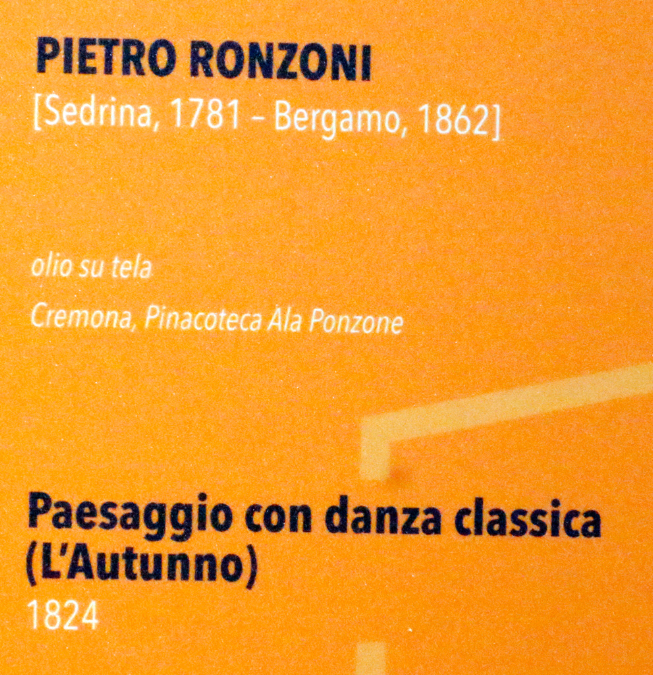 PIETRO RONZONI
[Sedrina, 1781 – Bergamo, 1862]
olio su tela
Cremona, Pinacoteca Ala Ponzone
Paesaggio con danza classica
(L'Autunno)
1824